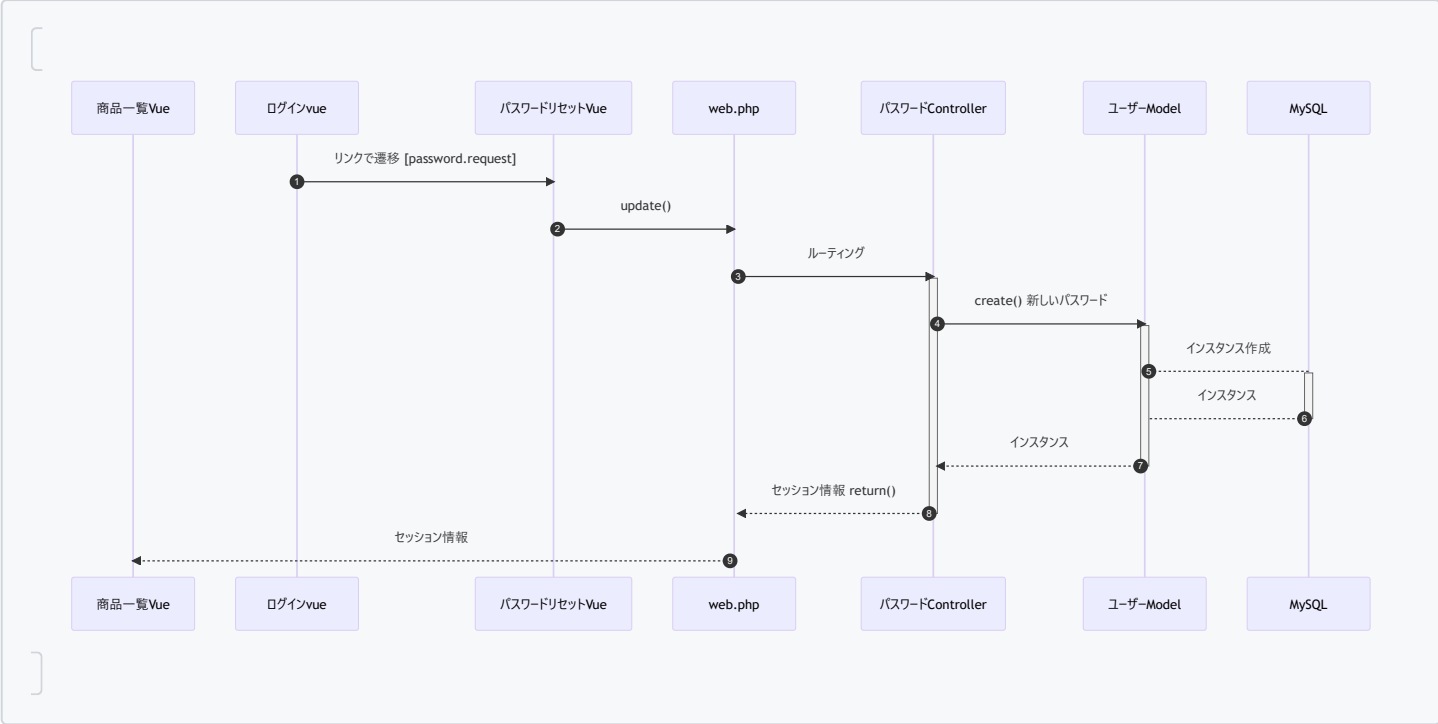 商品一覧Vue
ログインvue
パスワードリセットVue
web.php
パスワードController
ユーザーModel
MySQL
リンクで遷移 [password.request]
1
update()
2
ルーティング
3
create() 新しいパスワード
4
インスタンス作成
5
インスタンス
6
インスタンス
7
セッション情報 return()
8
セッション情報
9
商品一覧Vue
ログインvue
パスワードリセットVue
web.php
パスワードController
ユーザーModel
MySQL